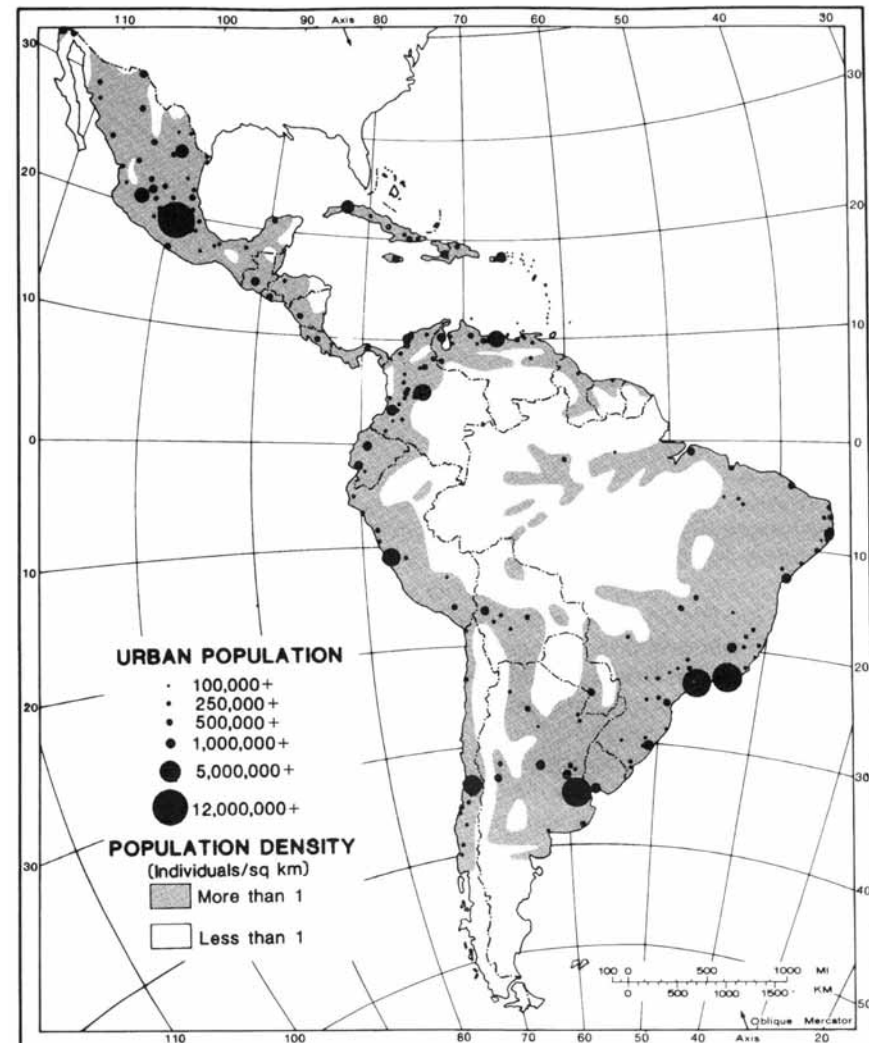 110 100 90 80 Axis 70 60 50 40 30
30
30
20
20
10
10
0
0
10
10
20
20
30
30
40
50
URBAN POPULATION
100,000+
250,000+
500,000+
1,000,000+
5,000,000+
12,000,000+
POPULATION DENSITY
(Individuals/sq km)
More than 1
Less than 1
100 0 500 1000 MI
0 500 1000 1500 KM
Oblique Mercator
110 100 90 80 70 60 50 40 30 Axis 20